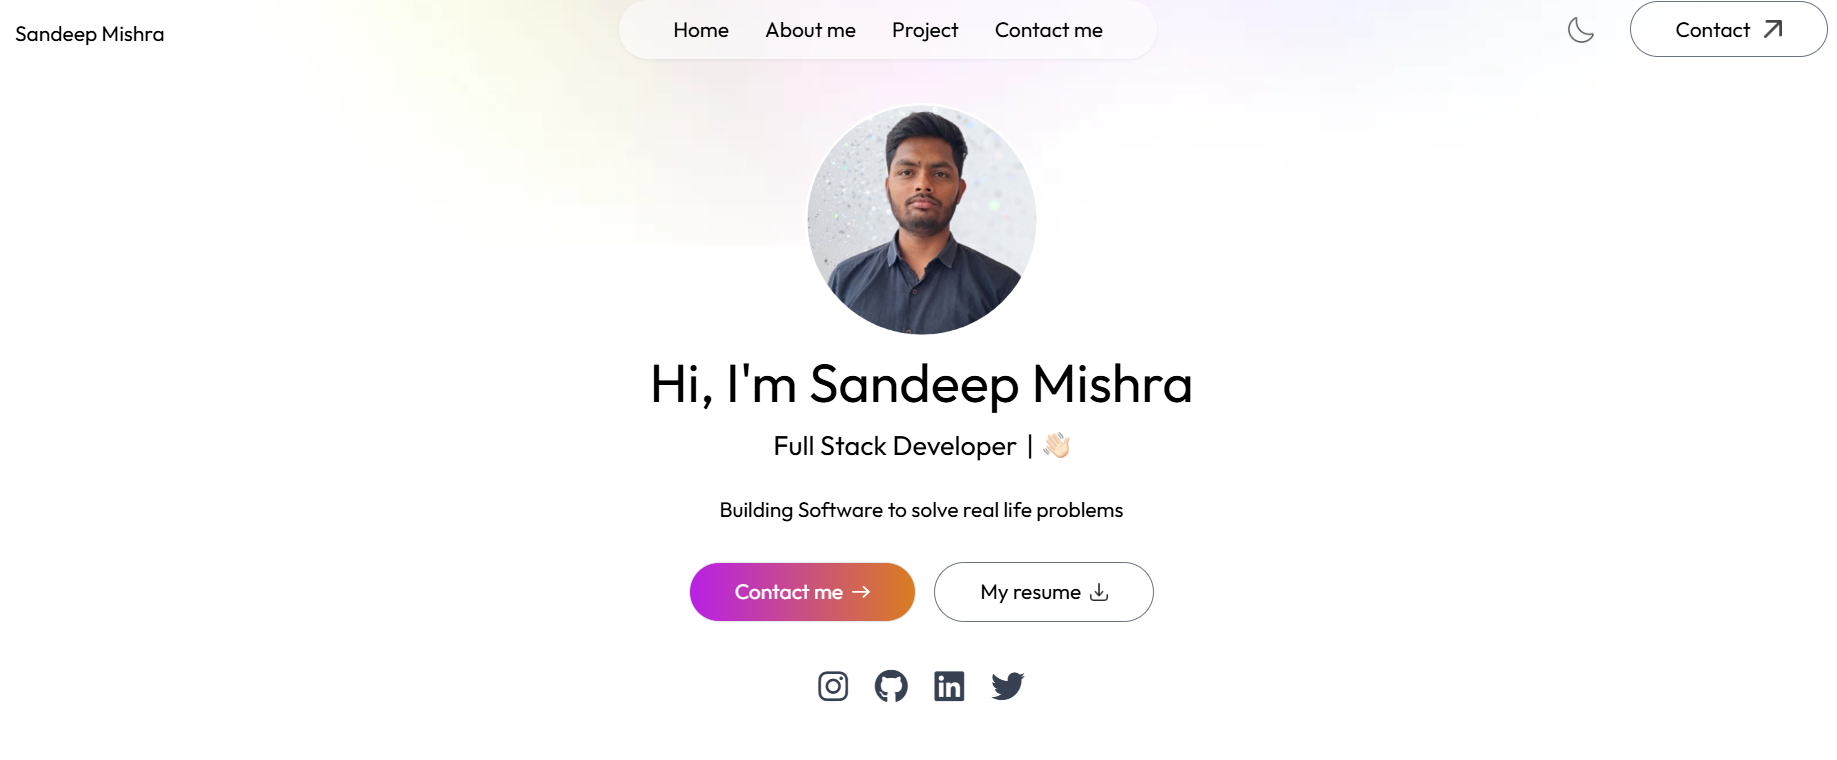 Sandeep Mishra
Home About me Project Contact me
Contact
Hi, I'm Sandeep Mishra
Full Stack Developer | 👋🏻
Building Software to solve real life problems
Contact me →
My resume